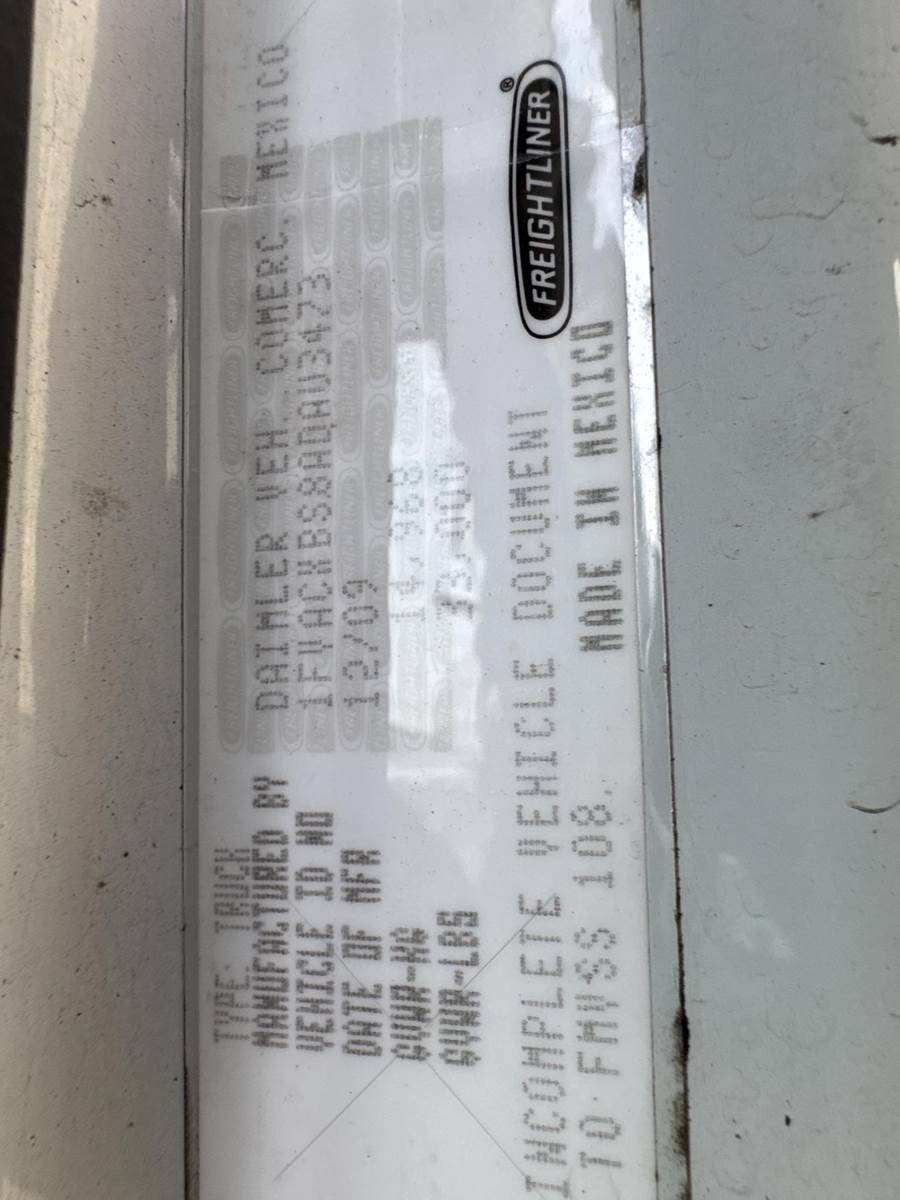 TYPE: TRUCK
MANUFACTURED BY DAIMLER VEH. COMERC. MEXICO
VEHICLE ID NO 1FVACXBS8ADAU3473
DATE OF MFR 12/09
GVWR-KG 14,968
GVWR-LBS 33,000
INCOMPLETE VEHICLE DOCUMENT
TO FMVSS 108. MADE IN MEXICO
FREIGHTLINER®